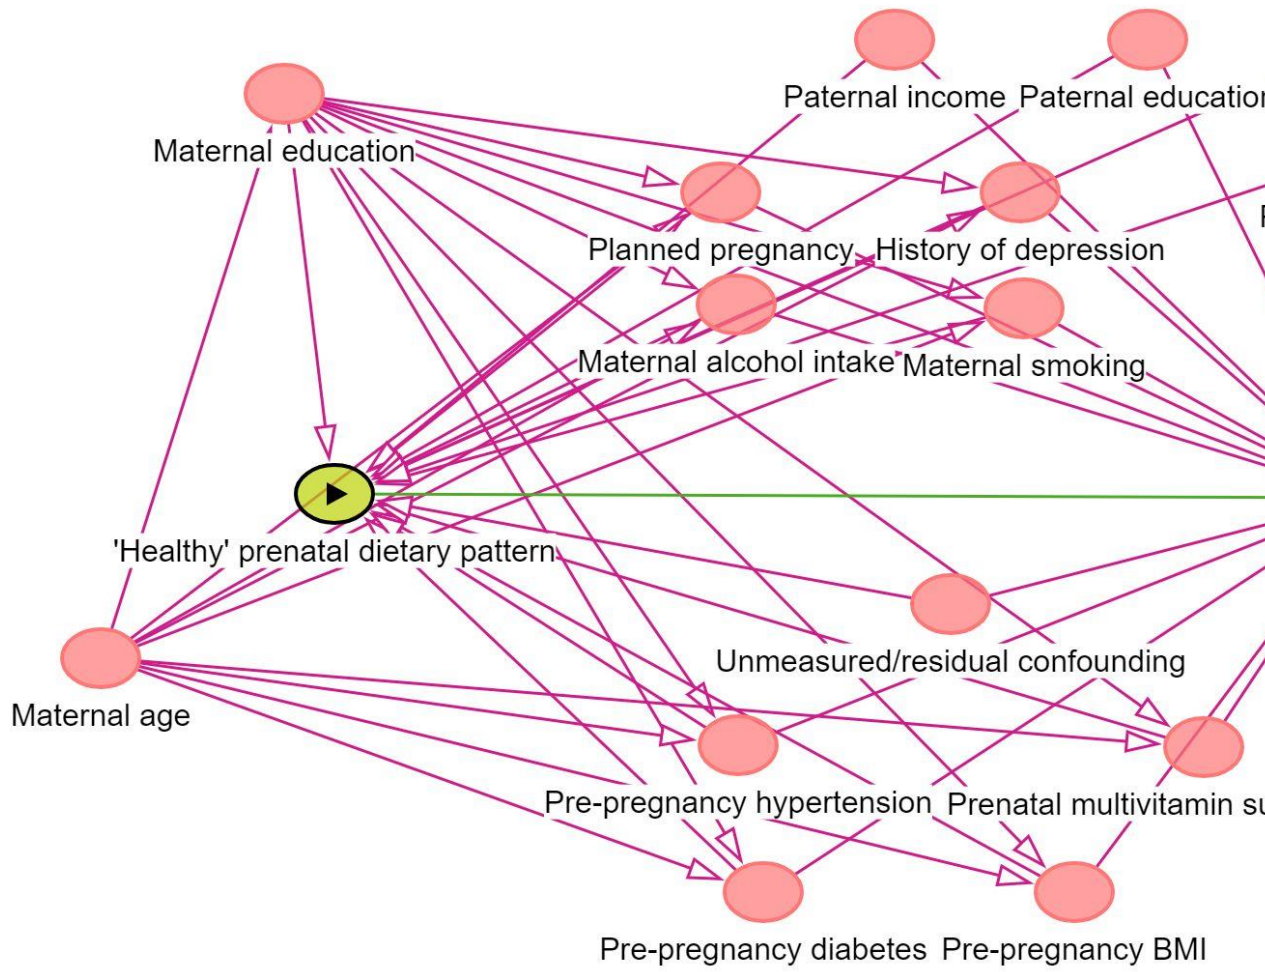 Paternal income
Paternal education
Maternal education
Planned pregnancy
History of depression
Maternal alcohol intake
Maternal smoking
'Healthy' prenatal dietary pattern
Unmeasured/residual confounding
Maternal age
Pre-pregnancy hypertension
Prenatal multivitamin su
Pre-pregnancy diabetes
Pre-pregnancy BMI